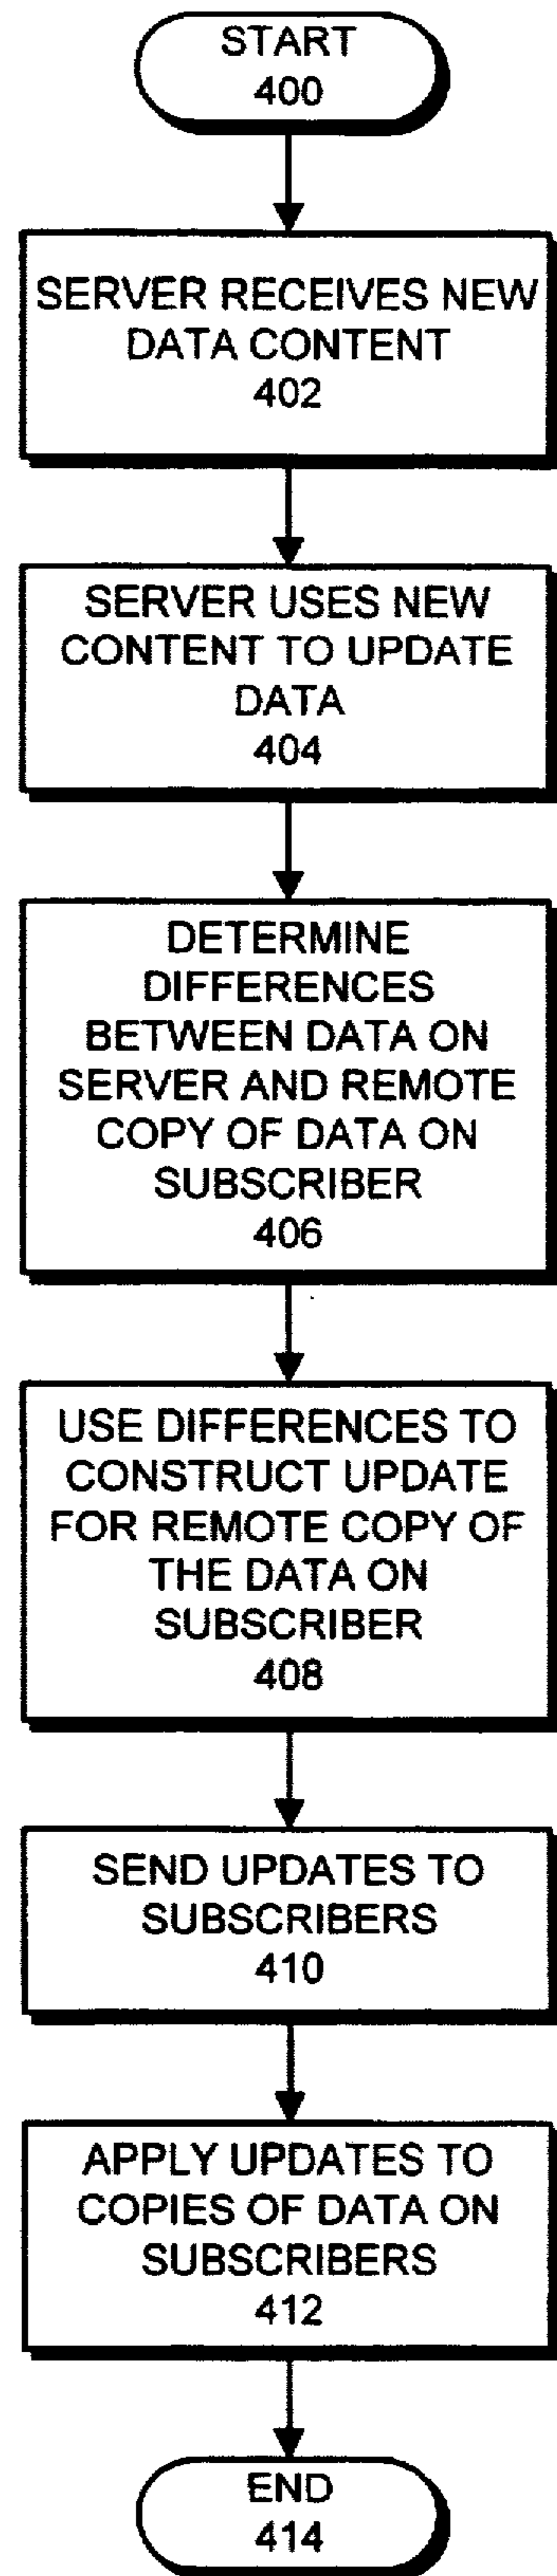 START
400
SERVER RECEIVES NEW
DATA CONTENT
402
SERVER USES NEW
CONTENT TO UPDATE
DATA
404
DETERMINE
DIFFERENCES
BETWEEN DATA ON
SERVER AND REMOTE
COPY OF DATA ON
SUBSCRIBER
406
USE DIFFERENCES TO
CONSTRUCT UPDATE
FOR REMOTE COPY OF
THE DATA ON
SUBSCRIBER
408
SEND UPDATES TO
SUBSCRIBERS
410
APPLY UPDATES TO
COPIES OF DATA ON
SUBSCRIBERS
412
END
414